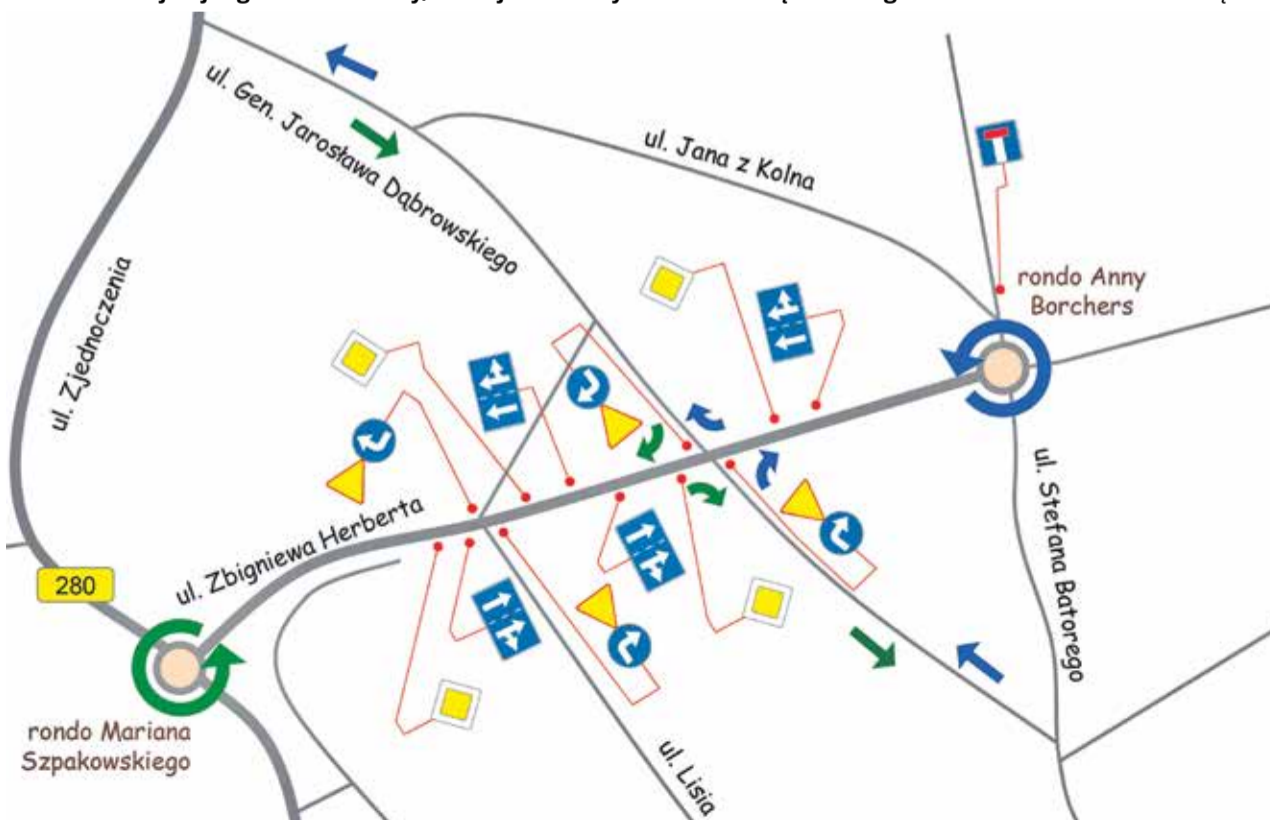 ul. Gen. Jarosława Dąbrowskiego
ul. Jana z Kolna
rondo Anny
Borchers
ul. Zjednoczenia
ul. Zbigniewa Herberta
280
ul. Stefana Batorego
rondo Mariana
Szpakowskiego
ul. Lisia